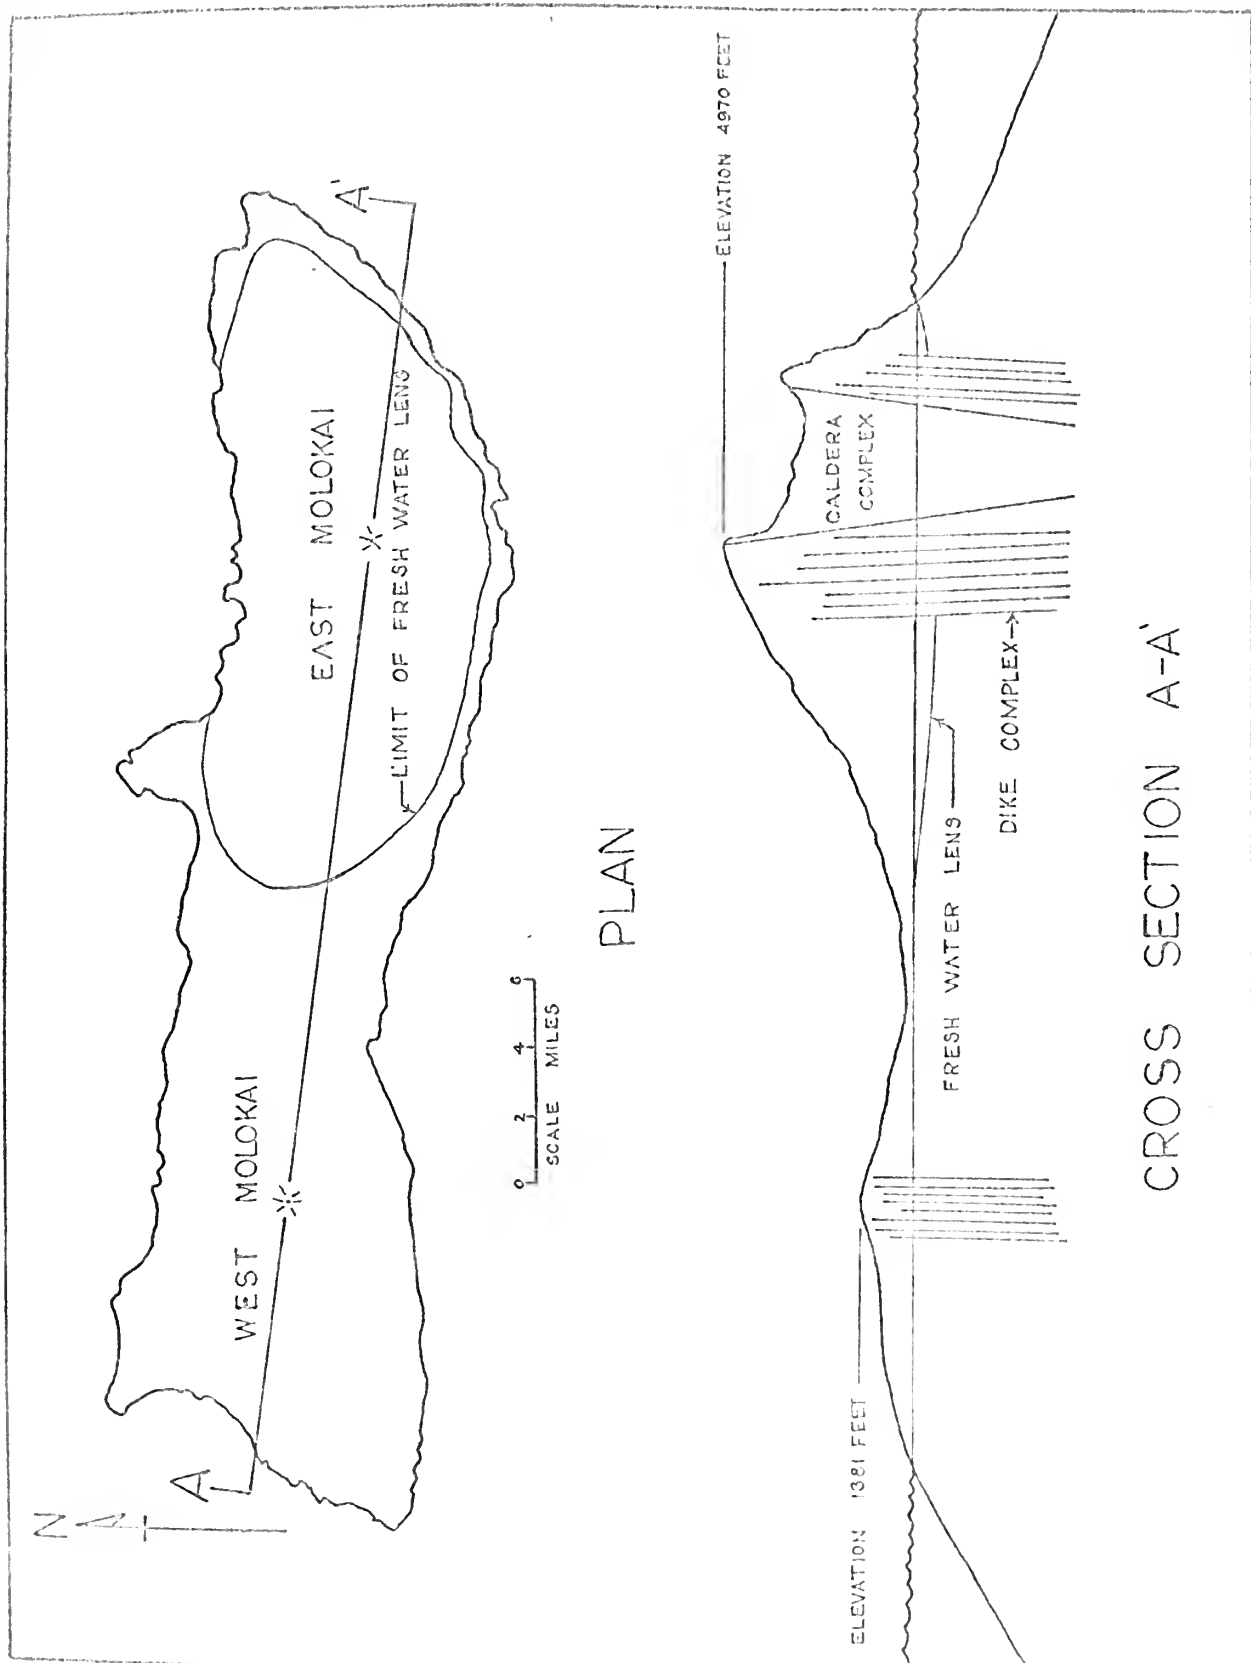 N
A
A'
WEST MOLOKAI
EAST MOLOKAI
LIMIT OF FRESH WATER LENG
0 2 4 6
SCALE MILES
PLAN
ELEVATION 1381 FEET
ELEVATION 4970 FEET
CALDERA
COMPLEX
FRESH WATER LENS
DIKE COMPLEX
CROSS SECTION A-A'